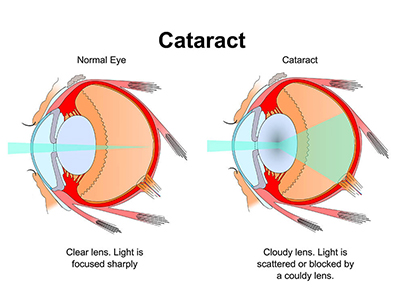 Cataract
Normal Eye
Cataract
Clear lens. Light is
focused sharply
Cloudy lens. Light is
scattered or blocked by
a couldy lens.